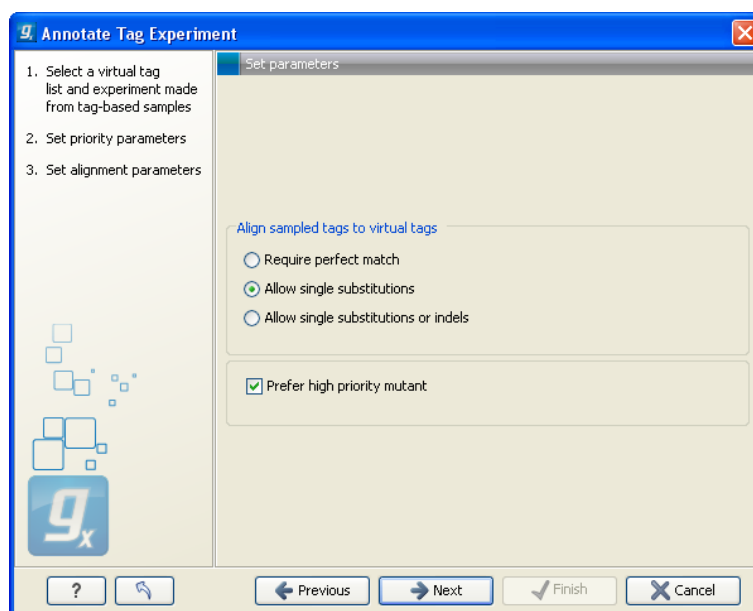 Annotate Tag Experiment
1. Select a virtual tag
list and experiment made
from tag-based samples
2. Set priority parameters
3. Set alignment parameters
Set parameters
Align sampled tags to virtual tags
Require perfect match
Allow single substitutions
Allow single substitutions or indels
Prefer high priority mutant
gx
?
Previous
Next
Finish
Cancel